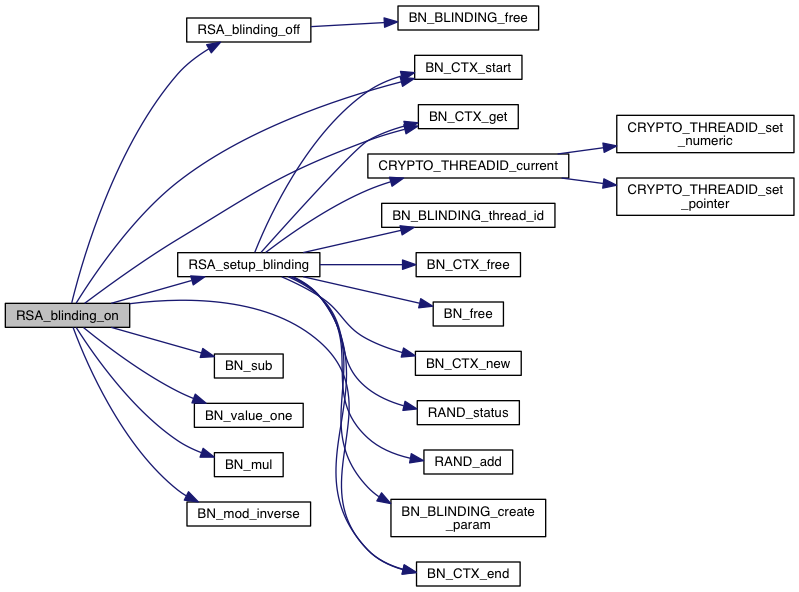 RSA_blinding_off
BN_BLINDING_free
BN_CTX_start
BN_CTX_get
CRYPTO_THREADID_set
_numeric
CRYPTO_THREADID_current
CRYPTO_THREADID_set
_pointer
BN_BLINDING_thread_id
RSA_setup_blinding
BN_CTX_free
BN_free
RSA_blinding_on
BN_sub
BN_CTX_new
BN_value_one
RAND_status
BN_mul
RAND_add
BN_mod_inverse
BN_BLINDING_create
_param
BN_CTX_end